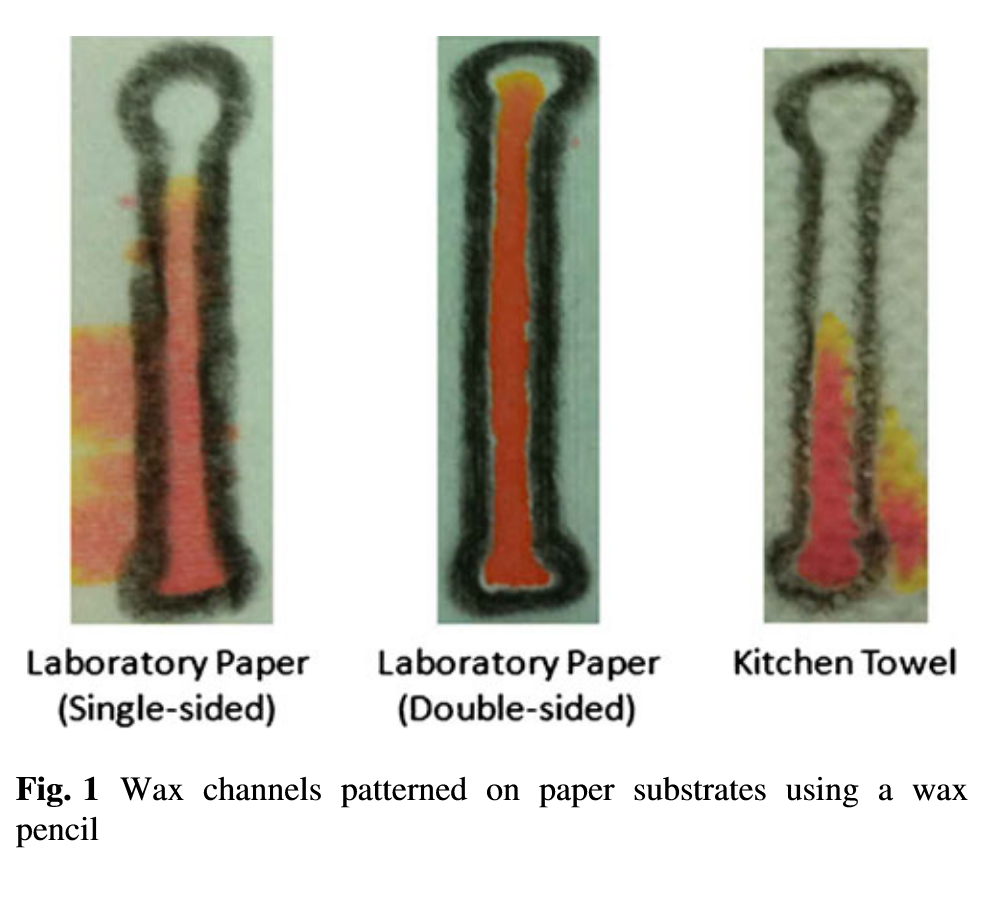 Laboratory Paper
(Single-sided)
Laboratory Paper
(Double-sided)
Kitchen Towel
Fig. 1 Wax channels patterned on paper substrates using a wax
pencil